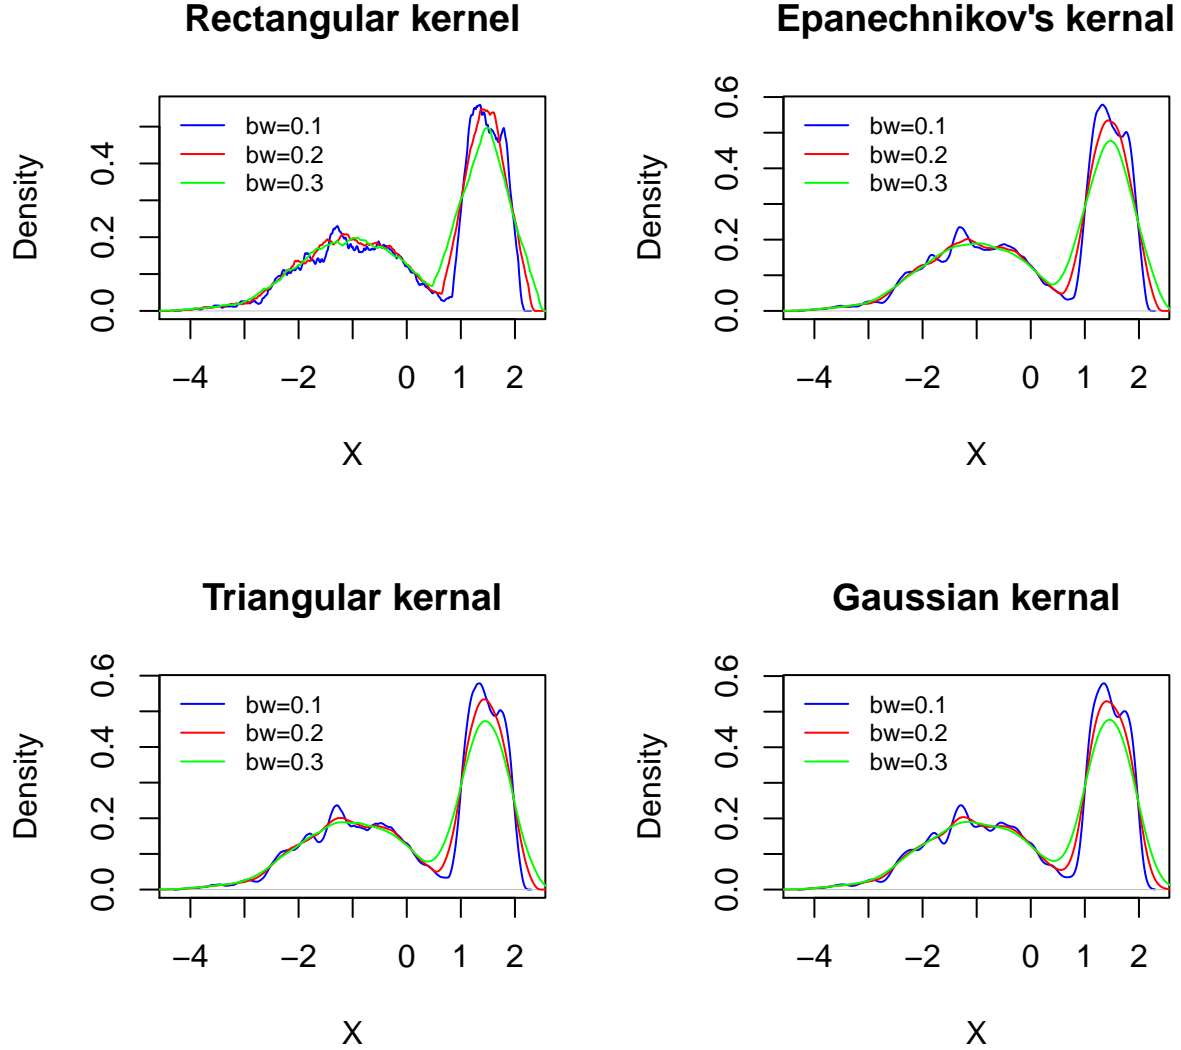 Rectangular kernel
Density
0.0 0.2 0.4
bw=0.1
bw=0.2
bw=0.3
−4 −2 0 1 2
X
Epanechnikov's kernal
Density
0.0 0.2 0.4 0.6
bw=0.1
bw=0.2
bw=0.3
−4 −2 0 1 2
X
Triangular kernal
Density
0.0 0.2 0.4 0.6
bw=0.1
bw=0.2
bw=0.3
−4 −2 0 1 2
X
Gaussian kernal
Density
0.0 0.2 0.4 0.6
bw=0.1
bw=0.2
bw=0.3
−4 −2 0 1 2
X